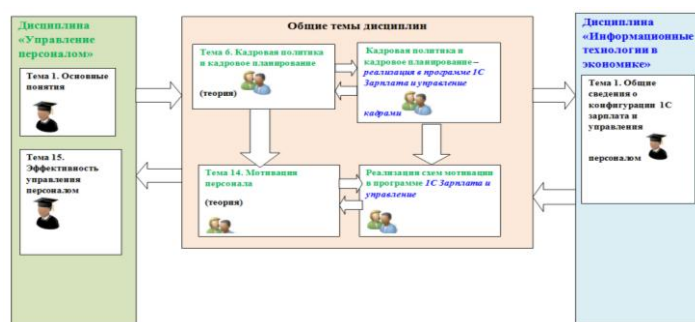 Дисциплина
«Управление
персоналом»
Тема 1. Основные
понятия
Тема 15.
Эффективность
управления
персоналом
Общие темы дисциплин
Тема 6. Кадровая политика
и кадровое планирование
(теория)
Кадровая политика и
кадровое планирование –
реализация в программе 1С
Зарплата и управление
кадрами
Тема 14. Мотивация
персонала
(теория)
Реализация схем мотивации
в программе 1С Зарплата и
управление
Дисциплина
«Информационные
технологии в
экономике»
Тема 1. Общие
сведения о
конфигурации 1С
зарплата и
управления
персоналом